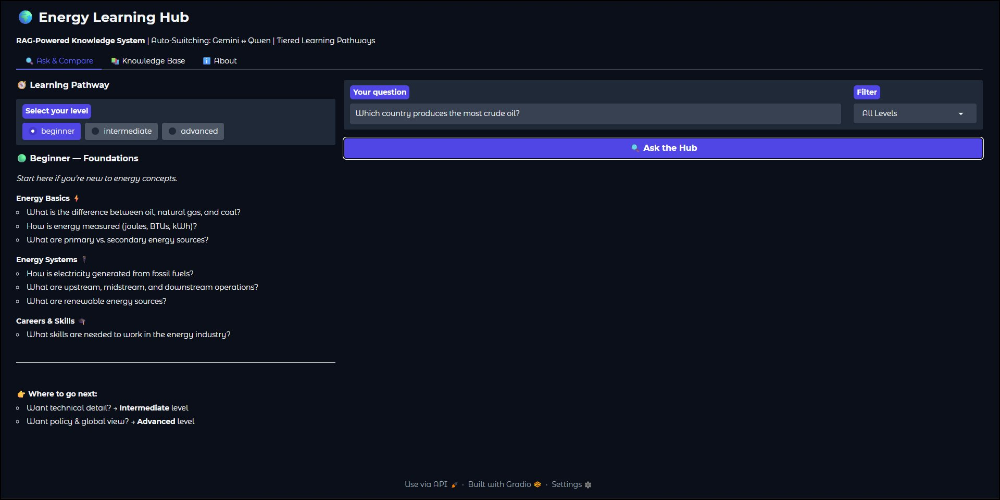 Energy Learning Hub
RAG-Powered Knowledge System | Auto-Switching: Gemini ↔ Qwen | Tiered Learning Pathways
Ask & Compare
Knowledge Base
About
Learning Pathway
Select your level
beginner
intermediate
advanced
Beginner — Foundations
Start here if you're new to energy concepts.
Energy Basics
What is the difference between oil, natural gas, and coal?
How is energy measured (joules, BTUs, kWh)?
What are primary vs. secondary energy sources?
Energy Systems
How is electricity generated from fossil fuels?
What are upstream, midstream, and downstream operations?
What are renewable energy sources?
Careers & Skills
What skills are needed to work in the energy industry?
Where to go next:
Want technical detail? → Intermediate level
Want policy & global view? → Advanced level
Your question
Which country produces the most crude oil?
Filter
All Levels
Ask the Hub
Use via API · Built with Gradio · Settings